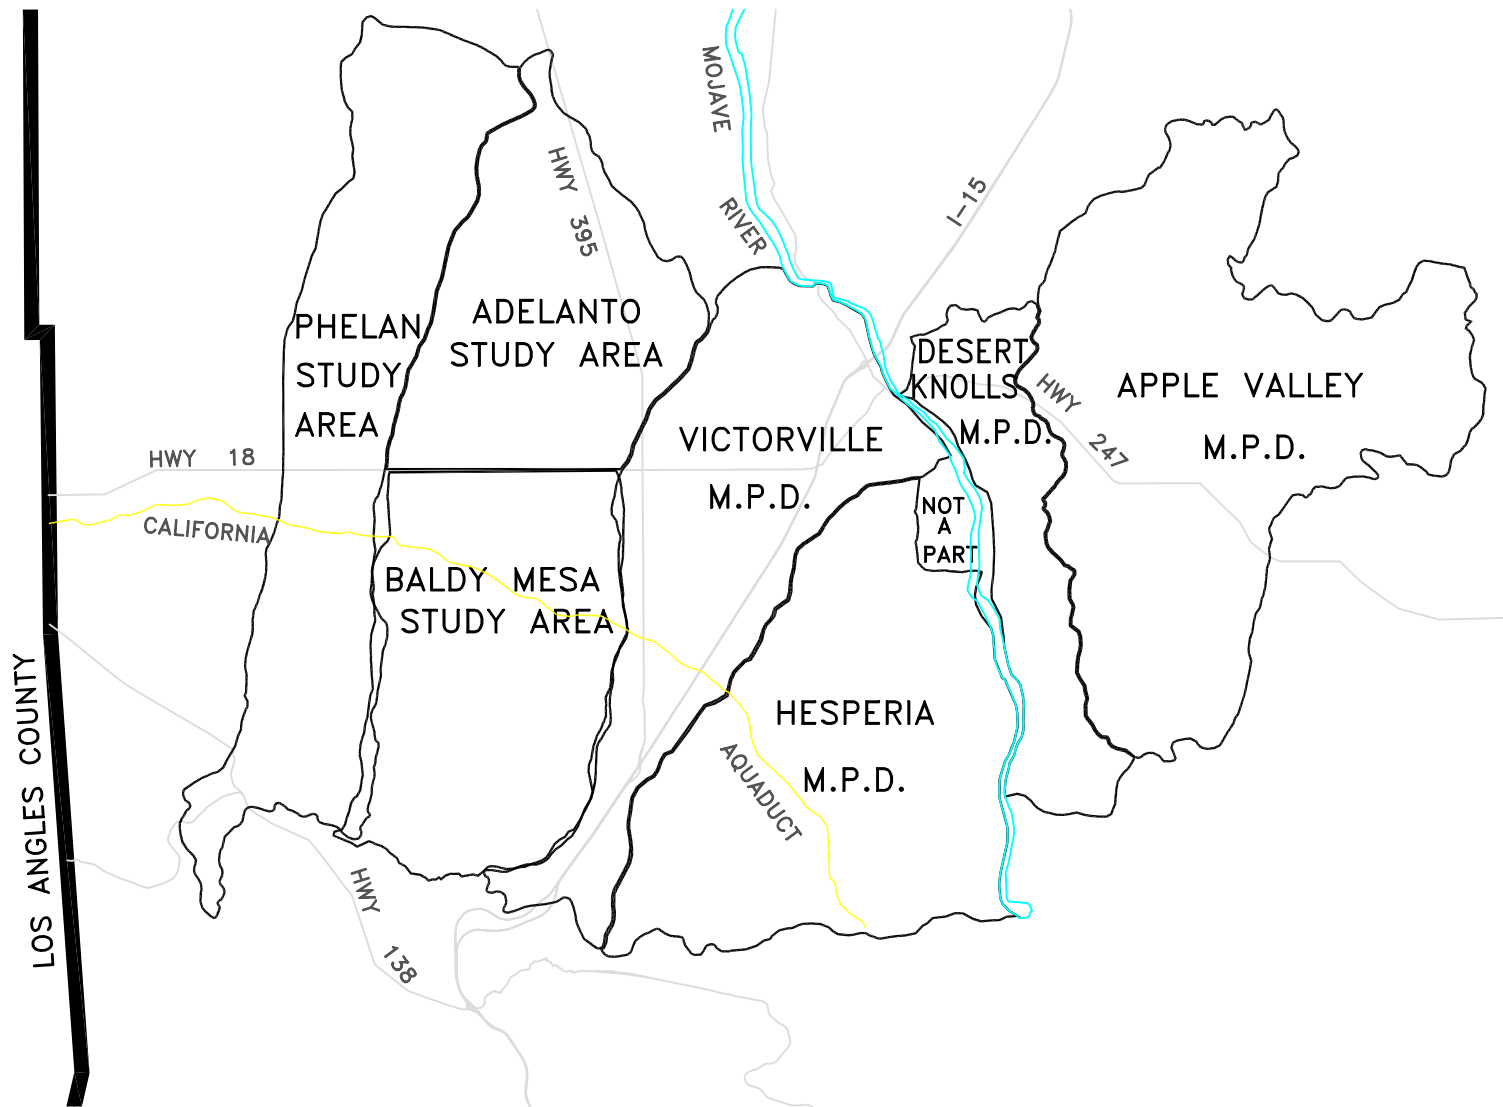 MOJAVE
RIVER
HWY 395
I-15
PHELAN
STUDY
AREA
ADELANTO
STUDY AREA
DESERT
KNOLLS
M.P.D.
HWY 247
APPLE VALLEY
M.P.D.
VICTORVILLE
M.P.D.
HWY 18
CALIFORNIA
NOT
A
PART
BALDY MESA
STUDY AREA
HESPERIA
M.P.D.
AQUADUCT
HWY 138
LOS ANGLES COUNTY